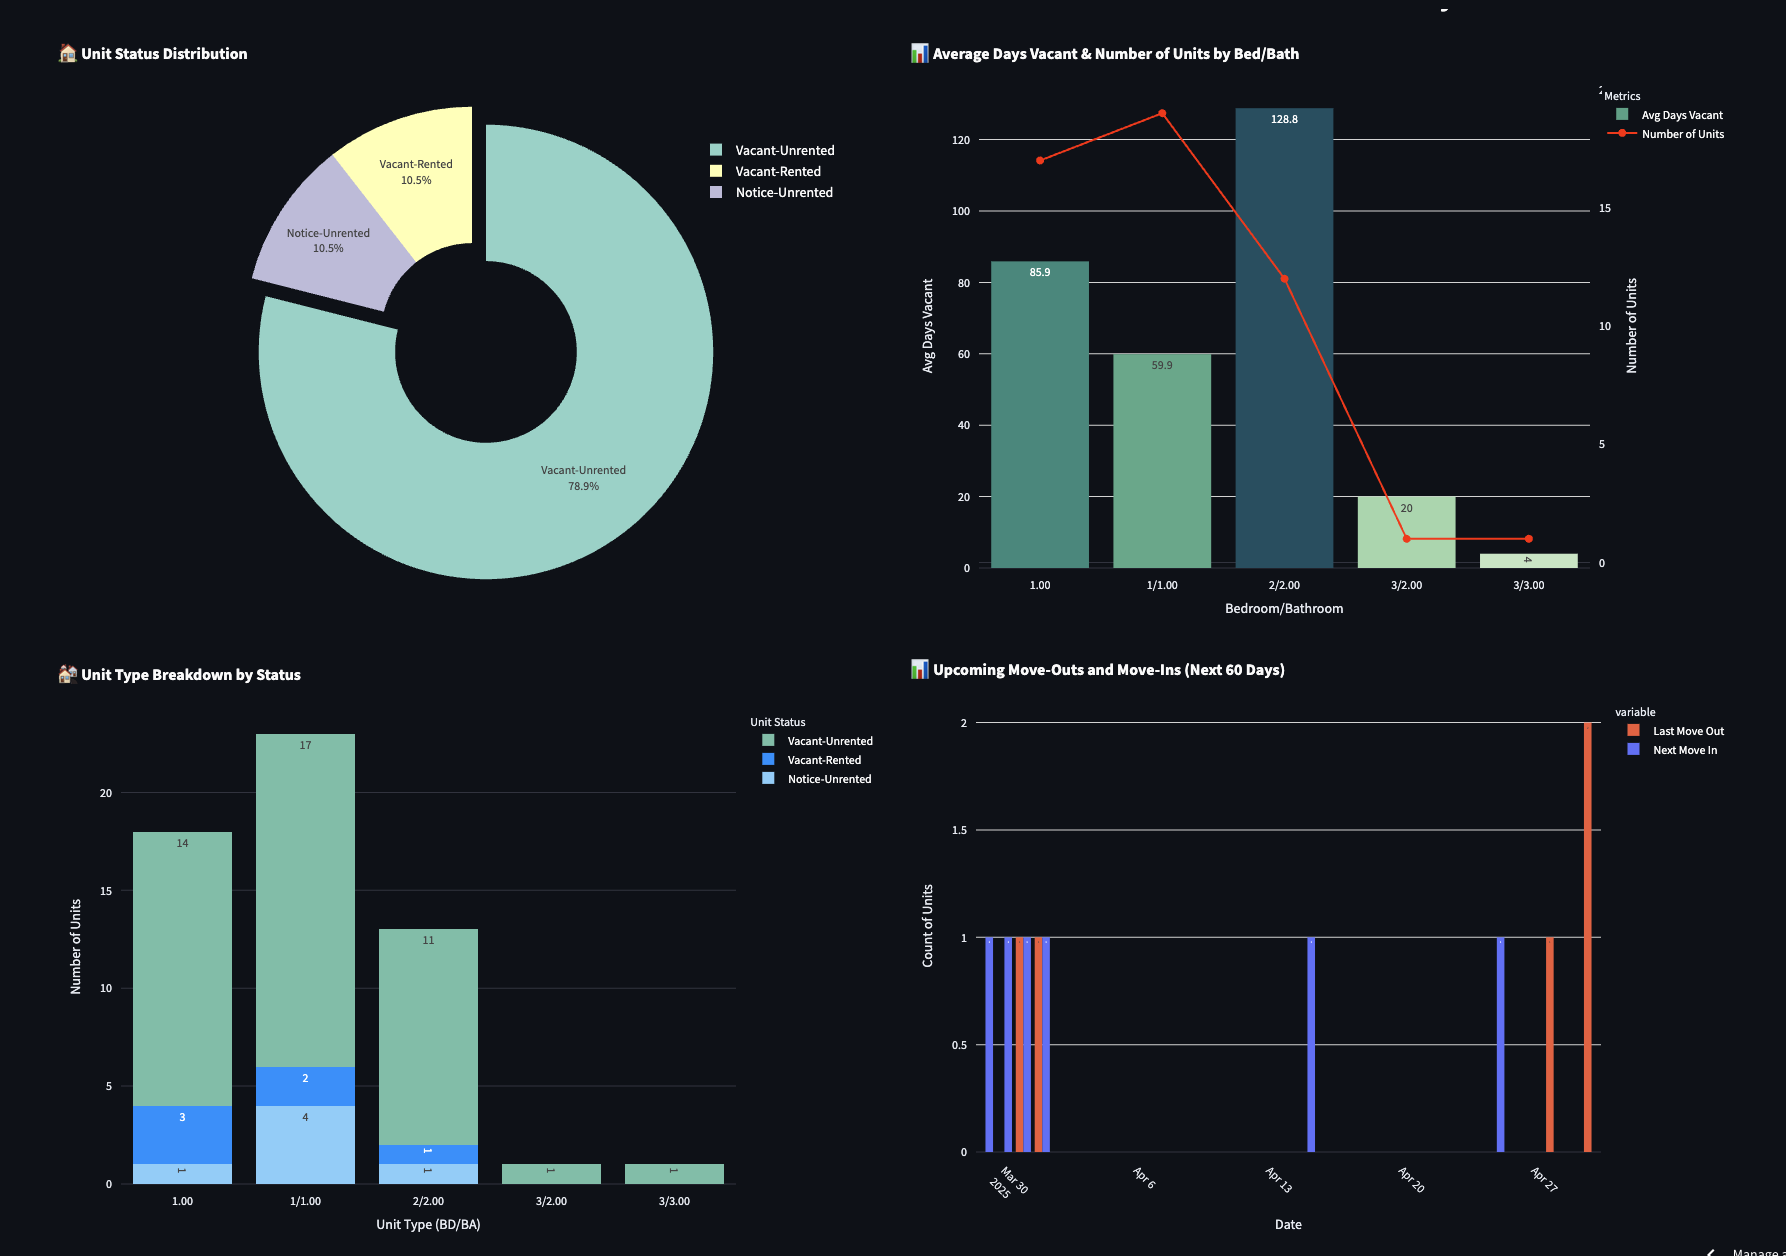 Unit Status Distribution
Vacant-Rented
10.5%
Notice-Unrented
10.5%
Vacant-Unrented
78.9%
Vacant-Unrented
Vacant-Rented
Notice-Unrented
Average Days Vacant & Number of Units by Bed/Bath
Metrics
Avg Days Vacant
Number of Units
120
100
80
60
40
20
0
Avg Days Vacant
85.9
59.9
128.8
20
4
15
10
5
0
Number of Units
1.00
1/1.00
2/2.00
3/2.00
3/3.00
Bedroom/Bathroom
Unit Type Breakdown by Status
Unit Status
Vacant-Unrented
Vacant-Rented
Notice-Unrented
20
15
10
5
0
Number of Units
14
3
1
17
2
4
11
1
1
1
1
1.00
1/1.00
2/2.00
3/2.00
3/3.00
Unit Type (BD/BA)
Upcoming Move-Outs and Move-Ins (Next 60 Days)
variable
Last Move Out
Next Move In
2
1.5
1
0.5
0
Count of Units
Mar 30
2025
Apr 6
Apr 13
Apr 20
Apr 27
Date
Manage